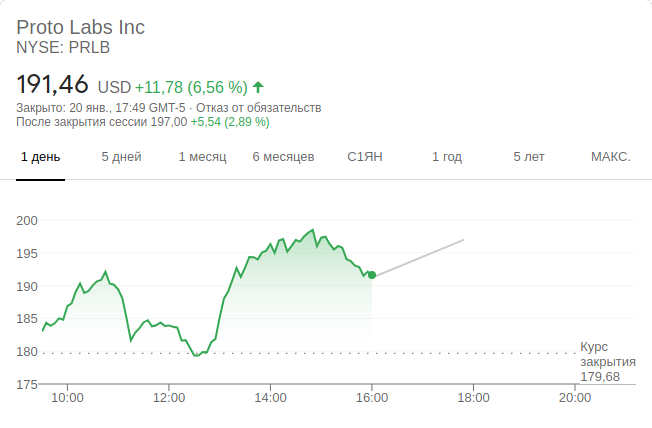 Proto Labs Inc
NYSE: PRLB
191,46 USD +11,78 (6,56 %)
Закрыто: 20 янв., 17:49 GMT-5 · Отказ от обязательств
После закрытия сессии 197,00 +5,54 (2,89 %)
1 день 5 дней 1 месяц 6 месяцев С1ЯН 1 год 5 лет МАКС.
200
195
190
185
180
Курс
закрытия
179,68
175
10:00 12:00 14:00 16:00 18:00 20:00